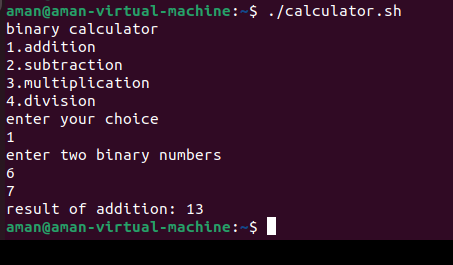 aman@aman-virtual-machine:~$ ./calculator.sh
binary calculator
1.addition
2.subtraction
3.multiplication
4.division
enter your choice
1
enter two binary numbers
6
7
result of addition: 13
aman@aman-virtual-machine:~$